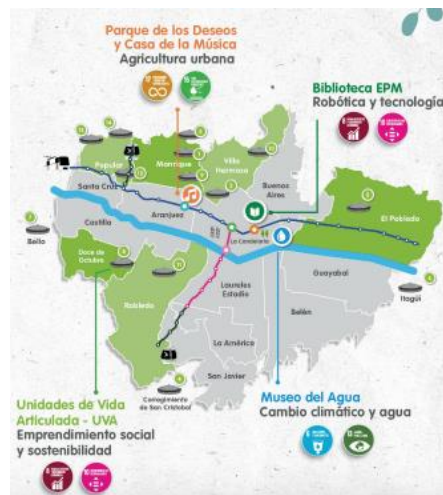 Parque de los Deseos
y Casa de la Música
Agricultura urbana
Biblioteca EPM
Robótica y tecnología
Popular
Manrique
Villa
Hermosa
Santa Cruz
Buenos
Aires
Castilla
Aranjuez
El Poblado
Bello
La Candelaria
Doce de
Octubre
Guayabal
Itagüí
Robledo
Laureles
Estadio
Belén
La América
San Javier
Corregimiento
de San Cristóbal
Unidades de Vida
Articulada - UVA
Emprendimiento social
y sostenibilidad
Museo del Agua
Cambio climático y agua